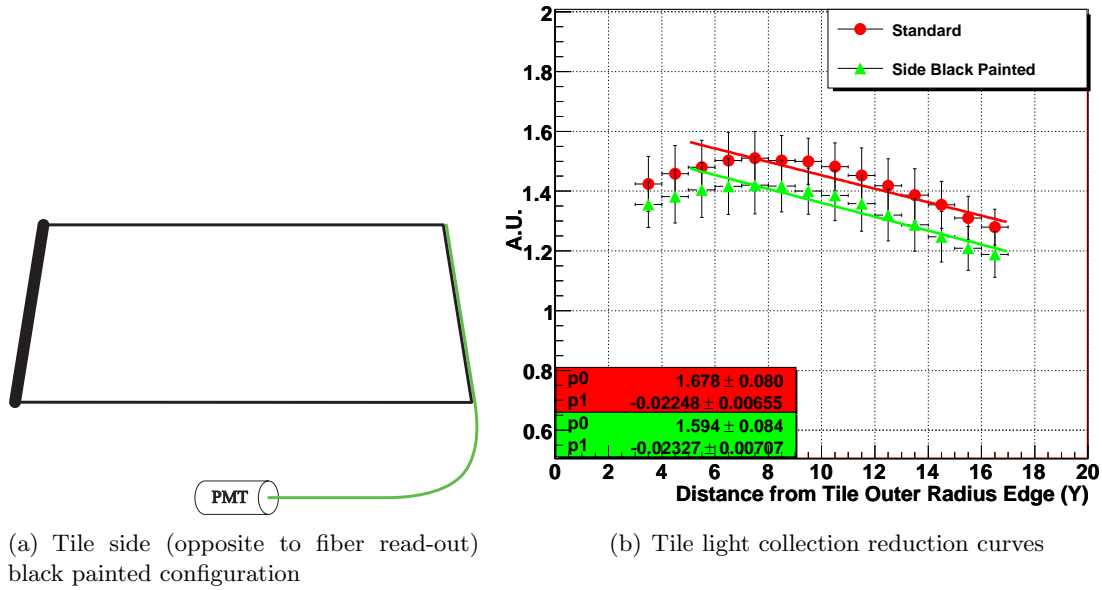 PMT
(a) Tile side (opposite to fiber read-out)
black painted configuration
2
1.8
1.6
1.4
1.2
1
0.8
0.6
A.U.
Standard
Side Black Painted
p0 1.678 ± 0.080
p1 -0.02248 ± 0.00655
p0 1.594 ± 0.084
p1 -0.02327 ± 0.00707
0 2 4 6 8 10 12 14 16 18 20
Distance from Tile Outer Radius Edge (Y)
(b) Tile light collection reduction curves